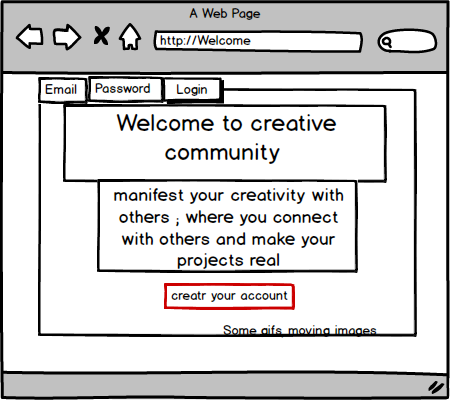 A Web Page
http://Welcome
Email
Password
Login
Welcome to creative
community
manifest your creativity with
others ; where you connect
with others and make your
projects real
creatr your account
Some gifs moving images